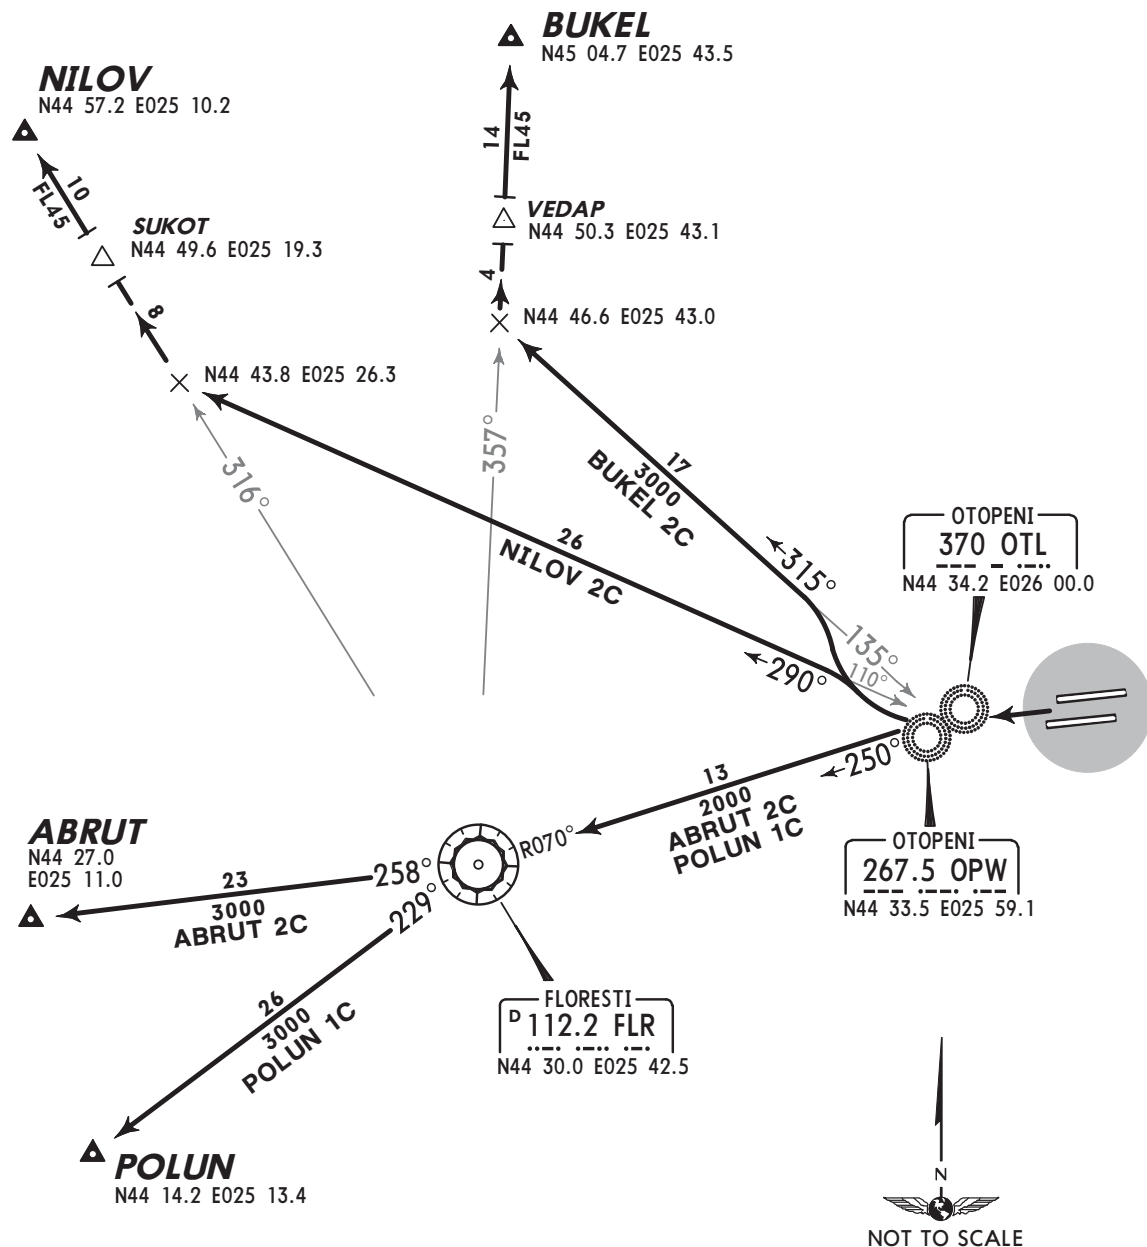 BUKEL
N45 04.7 E025 43.5
NILOV
N44 57.2 E025 10.2
14
FL45
10
FL45
VEDAP
N44 50.3 E025 43.1
SUKOT
N44 49.6 E025 19.3
4
8
N44 46.6 E025 43.0
N44 43.8 E025 26.3
316°
357°
17
3000
BUKEL 2C
26
NILOV 2C
315°
135°
290°
110°
OTOPENI
370 OTL
N44 34.2 E026 00.0
250°
13
2000
ABRUT 2C
POLUN 1C
R070°
OTOPENI
267.5 OPW
N44 33.5 E025 59.1
ABRUT
N44 27.0
E025 11.0
258°
23
3000
ABRUT 2C
229°
26
3000
POLUN 1C
FLORESTI
D 112.2 FLR
N44 30.0 E025 42.5
POLUN
N44 14.2 E025 13.4
N
NOT TO SCALE